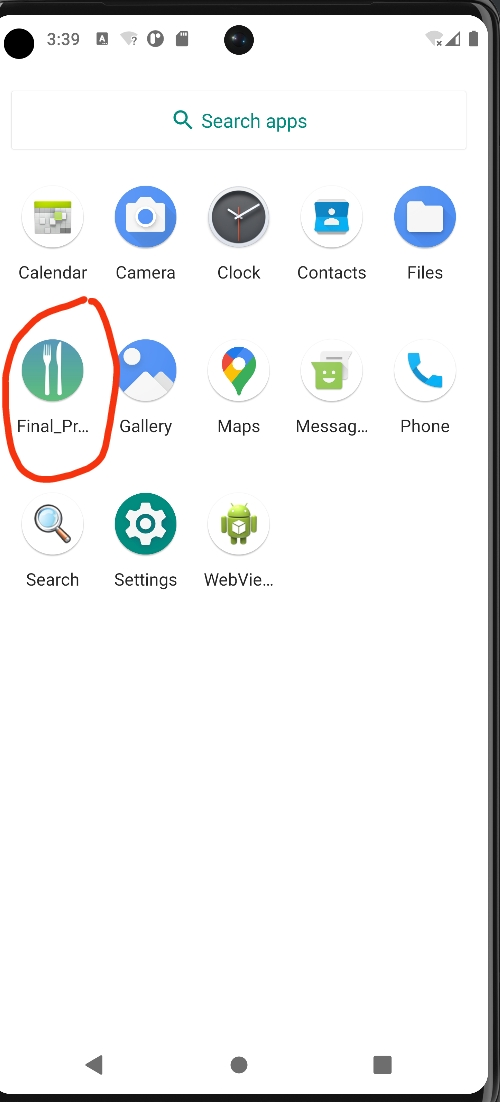 3:39
Search apps
Calendar Camera Clock Contacts Files
Final_Pr... Gallery Maps Messag... Phone
Search Settings WebVie...